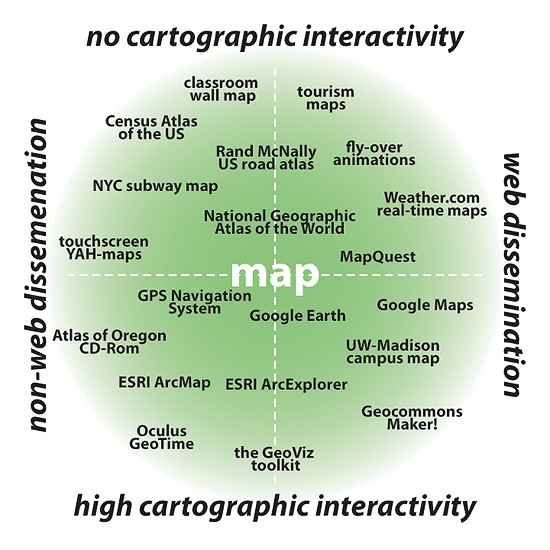 no cartographic interactivity
classroom
wall map
tourism
maps
Census Atlas
of the US
Rand McNally
US road atlas
fly-over
animations
NYC subway map
Weather.com
real-time maps
National Geographic
Atlas of the World
touchscreen
YAH-maps
MapQuest
map
GPS Navigation
System
Google Earth
Google Maps
Atlas of Oregon
CD-Rom
UW-Madison
campus map
ESRI ArcMap
ESRI ArcExplorer
Geocommons
Maker!
Oculus
GeoTime
the GeoViz
toolkit
high cartographic interactivity
non-web dissemenation
web dissemination